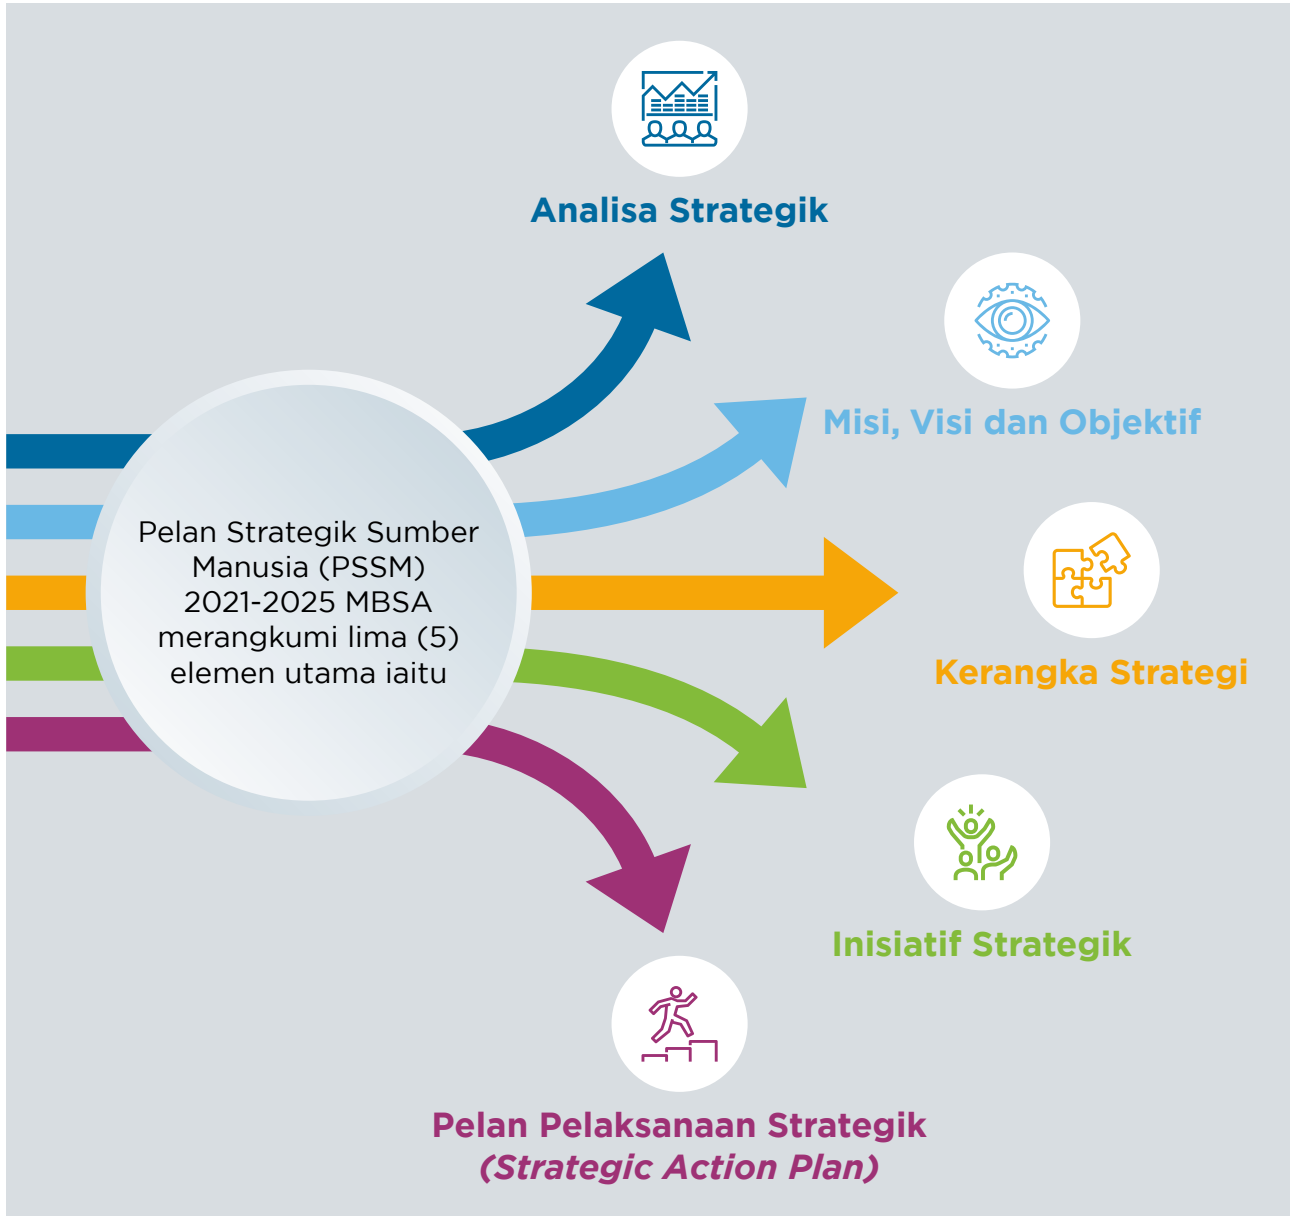 Analisa Strategik
Misi, Visi dan Objektif
Pelan Strategik Sumber
Manusia (PSSM)
2021-2025 MBSA
merangkumi lima (5)
elemen utama iaitu
Kerangka Strategi
Inisiatif Strategik
Pelan Pelaksanaan Strategik
(Strategic Action Plan)